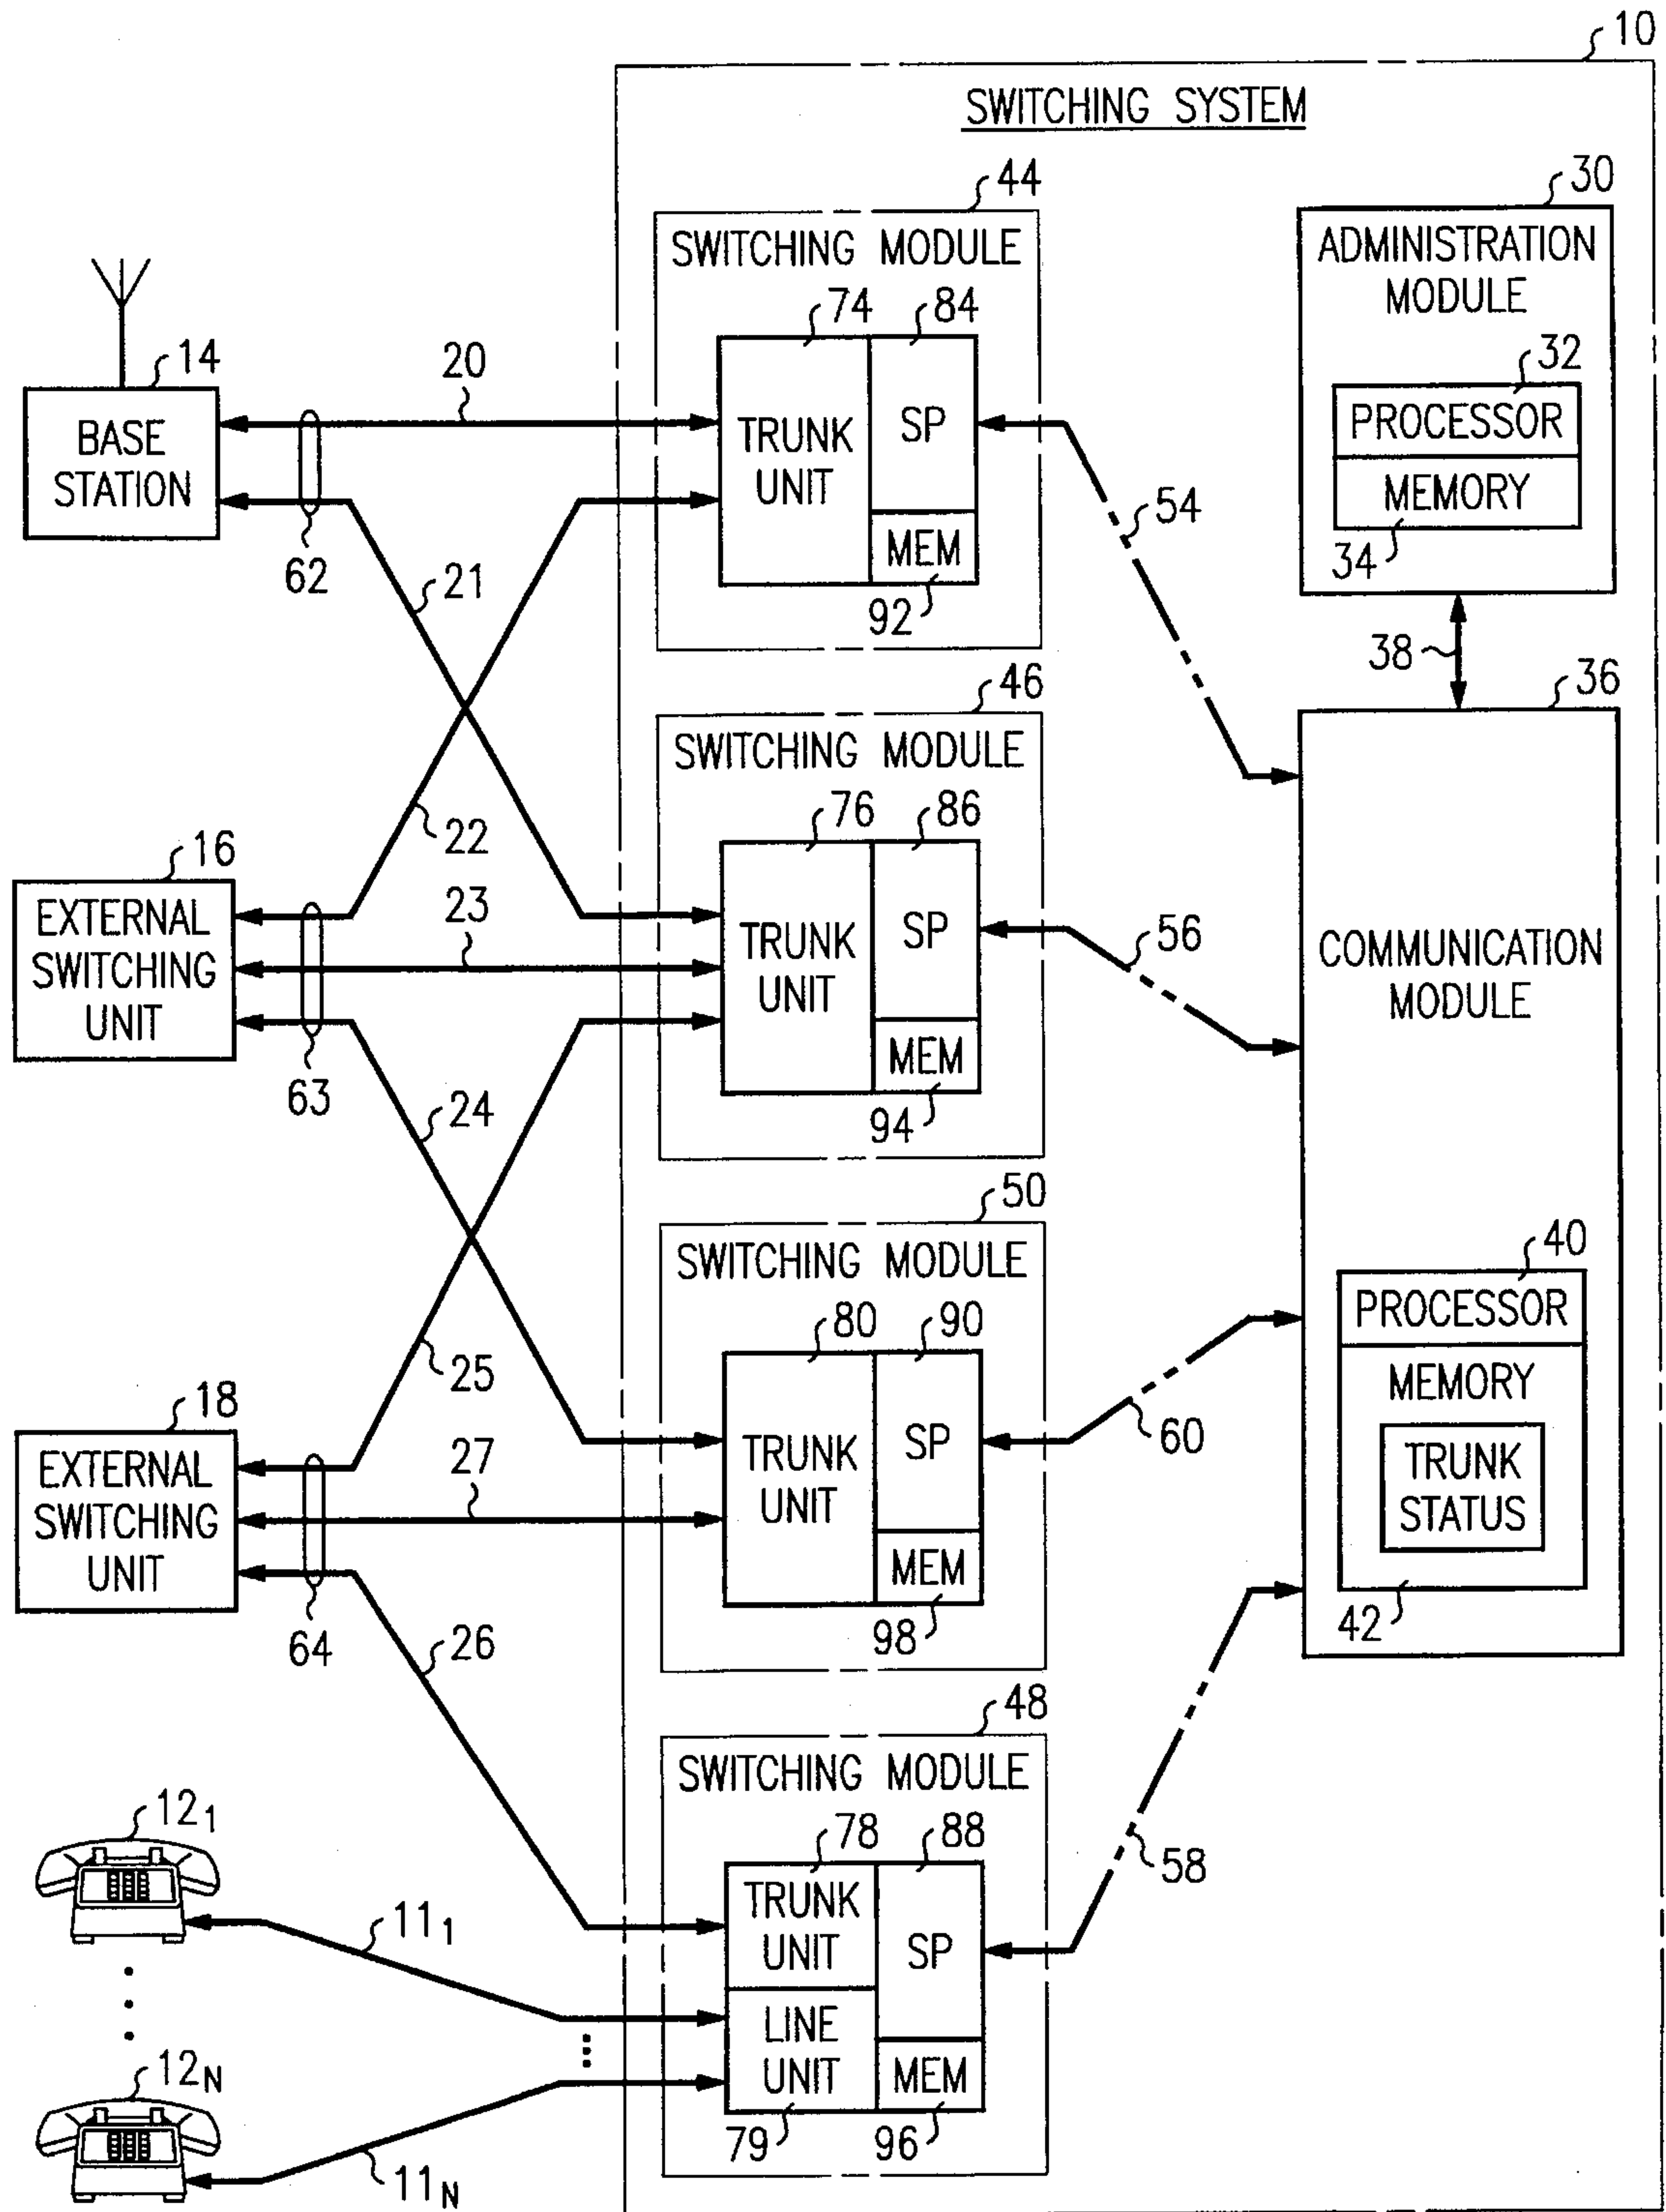 10
SWITCHING SYSTEM
44
SWITCHING MODULE
74
84
TRUNK
UNIT
SP
MEM
92
30
ADMINISTRATION
MODULE
32
PROCESSOR
MEMORY
34
38
14
BASE
STATION
20
62
21
22
54
46
SWITCHING MODULE
76
86
TRUNK
UNIT
SP
MEM
94
36
COMMUNICATION
MODULE
40
PROCESSOR
MEMORY
TRUNK
STATUS
42
16
EXTERNAL
SWITCHING
UNIT
23
63
24
25
56
50
SWITCHING MODULE
80
90
TRUNK
UNIT
SP
MEM
98
60
18
EXTERNAL
SWITCHING
UNIT
27
64
26
48
SWITCHING MODULE
78
88
TRUNK
UNIT
SP
LINE
UNIT
MEM
79
96
58
12₁
11₁
12N
11N